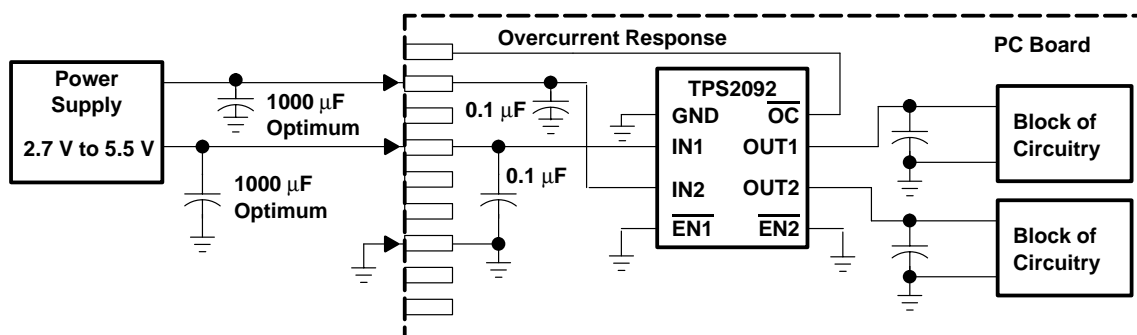 Overcurrent Response
PC Board
Power
Supply
2.7 V to 5.5 V
1000 μF
Optimum
1000 μF
Optimum
0.1 μF
0.1 μF
TPS2092
GND
OC
IN1
OUT1
IN2
OUT2
EN1
EN2
Block of
Circuitry
Block of
Circuitry